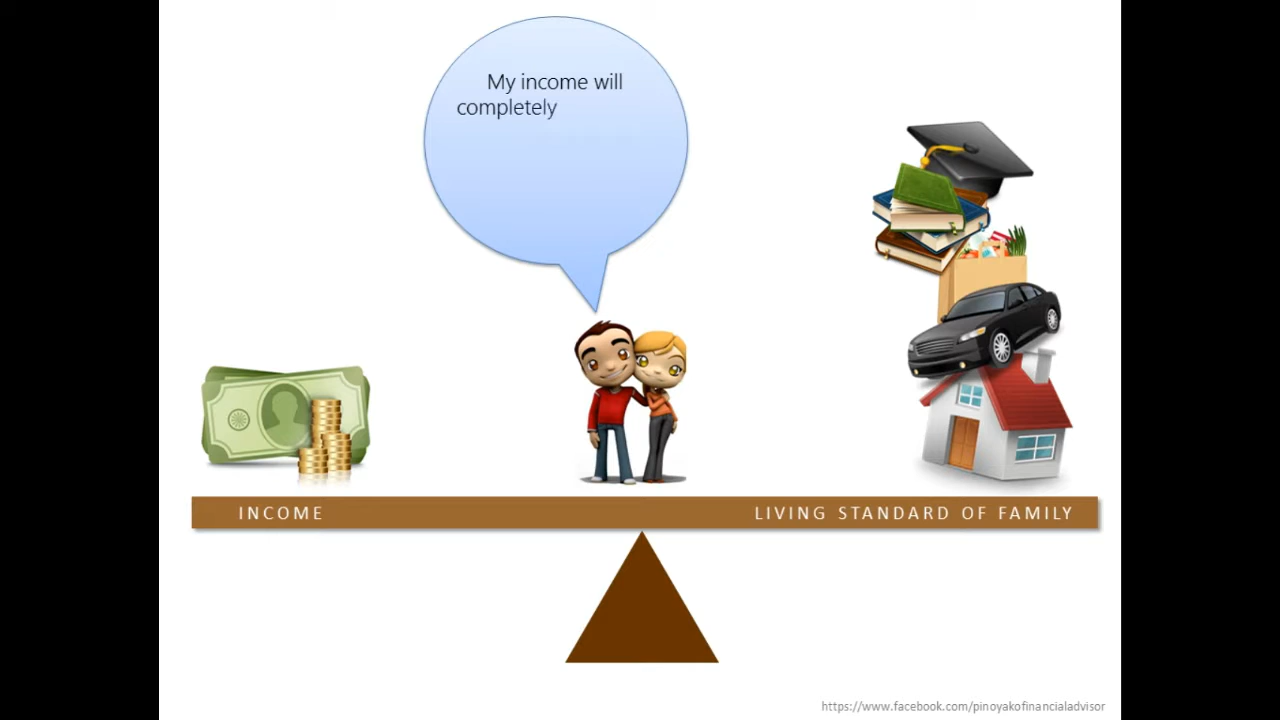 My income will
completely
INCOME
LIVING STANDARD OF FAMILY
https://www.facebook.com/pinoyakofinancialadvisor